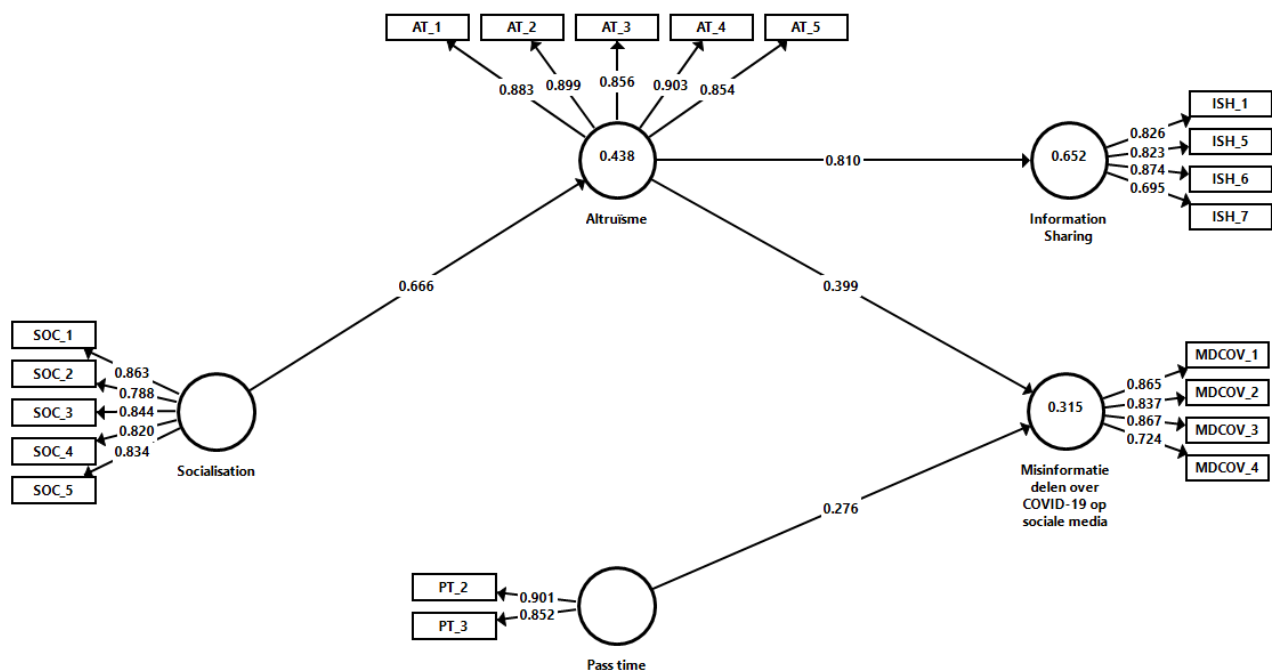 AT_1
AT_2
AT_3
AT_4
AT_5
0.883
0.899
0.856
0.903
0.854
0.438
Altruïsme
0.810
0.652
Information
Sharing
0.826
0.823
0.874
0.695
ISH_1
ISH_5
ISH_6
ISH_7
0.666
0.399
SOC_1
SOC_2
SOC_3
SOC_4
SOC_5
0.863
0.788
0.844
0.820
0.834
Socialisation
0.315
Misinformatie
delen over
COVID-19 op
sociale media
0.865
0.837
0.867
0.724
MDCOV_1
MDCOV_2
MDCOV_3
MDCOV_4
0.276
PT_2
PT_3
0.901
0.852
Pass time